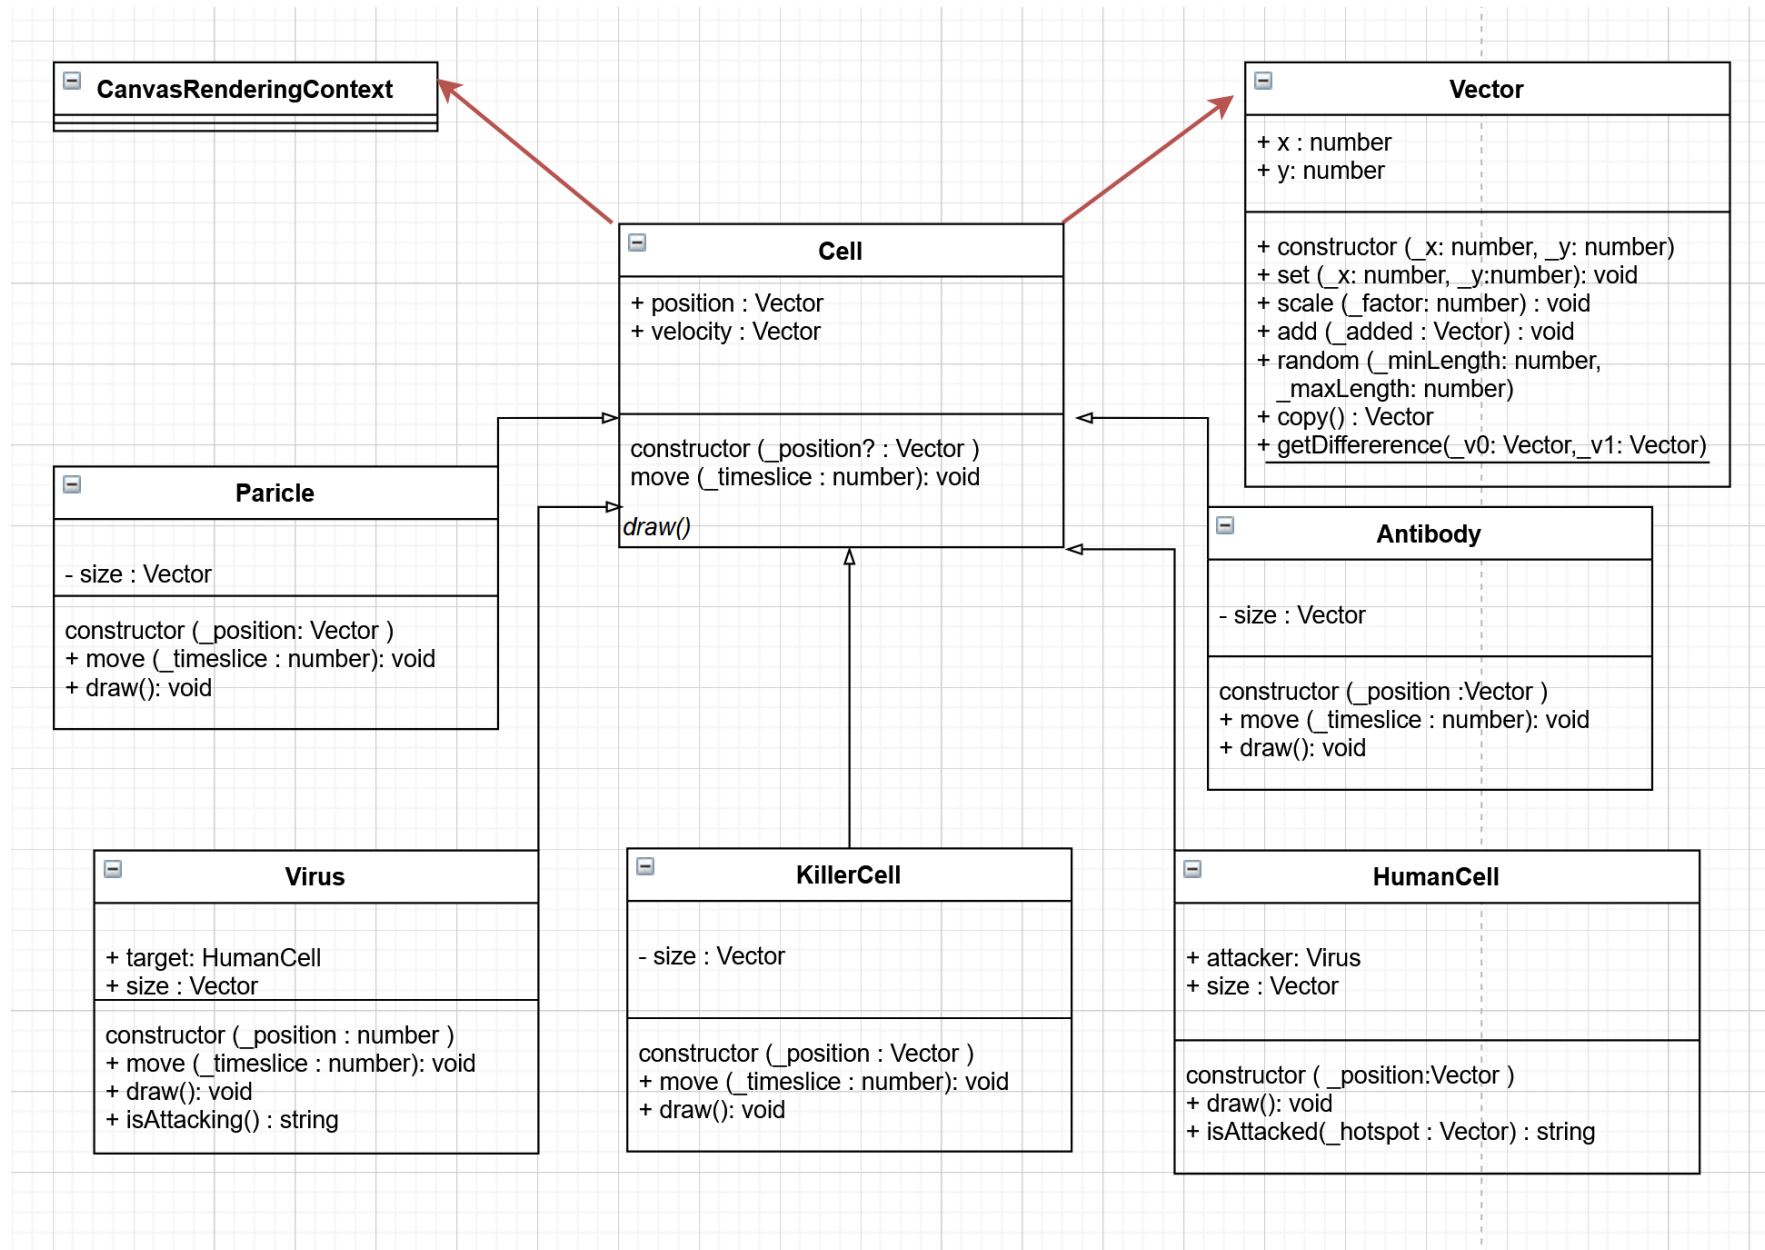 CanvasRenderingContext
Vector
+ x : number
+ y: number
+ constructor (_x: number, _y: number)
+ set (_x: number, _y:number): void
+ scale (_factor: number) : void
+ add (_added : Vector) : void
+ random (_minLength: number,
_maxLength: number)
+ copy() : Vector
+ getDiffererence(_v0: Vector,_v1: Vector)
Cell
+ position : Vector
+ velocity : Vector
constructor (_position? : Vector )
move (_timeslice : number): void
draw()
Paricle
- size : Vector
constructor (_position: Vector )
+ move (_timeslice : number): void
+ draw(): void
Antibody
- size : Vector
constructor (_position :Vector )
+ move (_timeslice : number): void
+ draw(): void
Virus
+ target: HumanCell
+ size : Vector
constructor (_position : number )
+ move (_timeslice : number): void
+ draw(): void
+ isAttacking() : string
KillerCell
- size : Vector
constructor (_position : Vector )
+ move (_timeslice : number): void
+ draw(): void
HumanCell
+ attacker: Virus
+ size : Vector
constructor ( _position:Vector )
+ draw(): void
+ isAttacked(_hotspot : Vector) : string